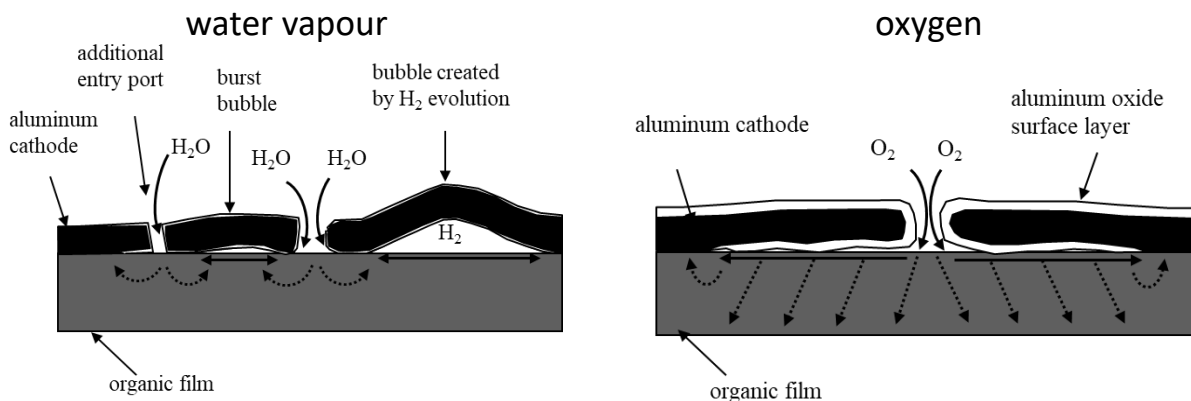 water vapour
additional
entry port
burst
bubble
bubble created
by H₂ evolution
aluminum
cathode
H₂O
H₂O
H₂O
H₂
organic film
oxygen
aluminum cathode
O₂
O₂
aluminum oxide
surface layer
organic film